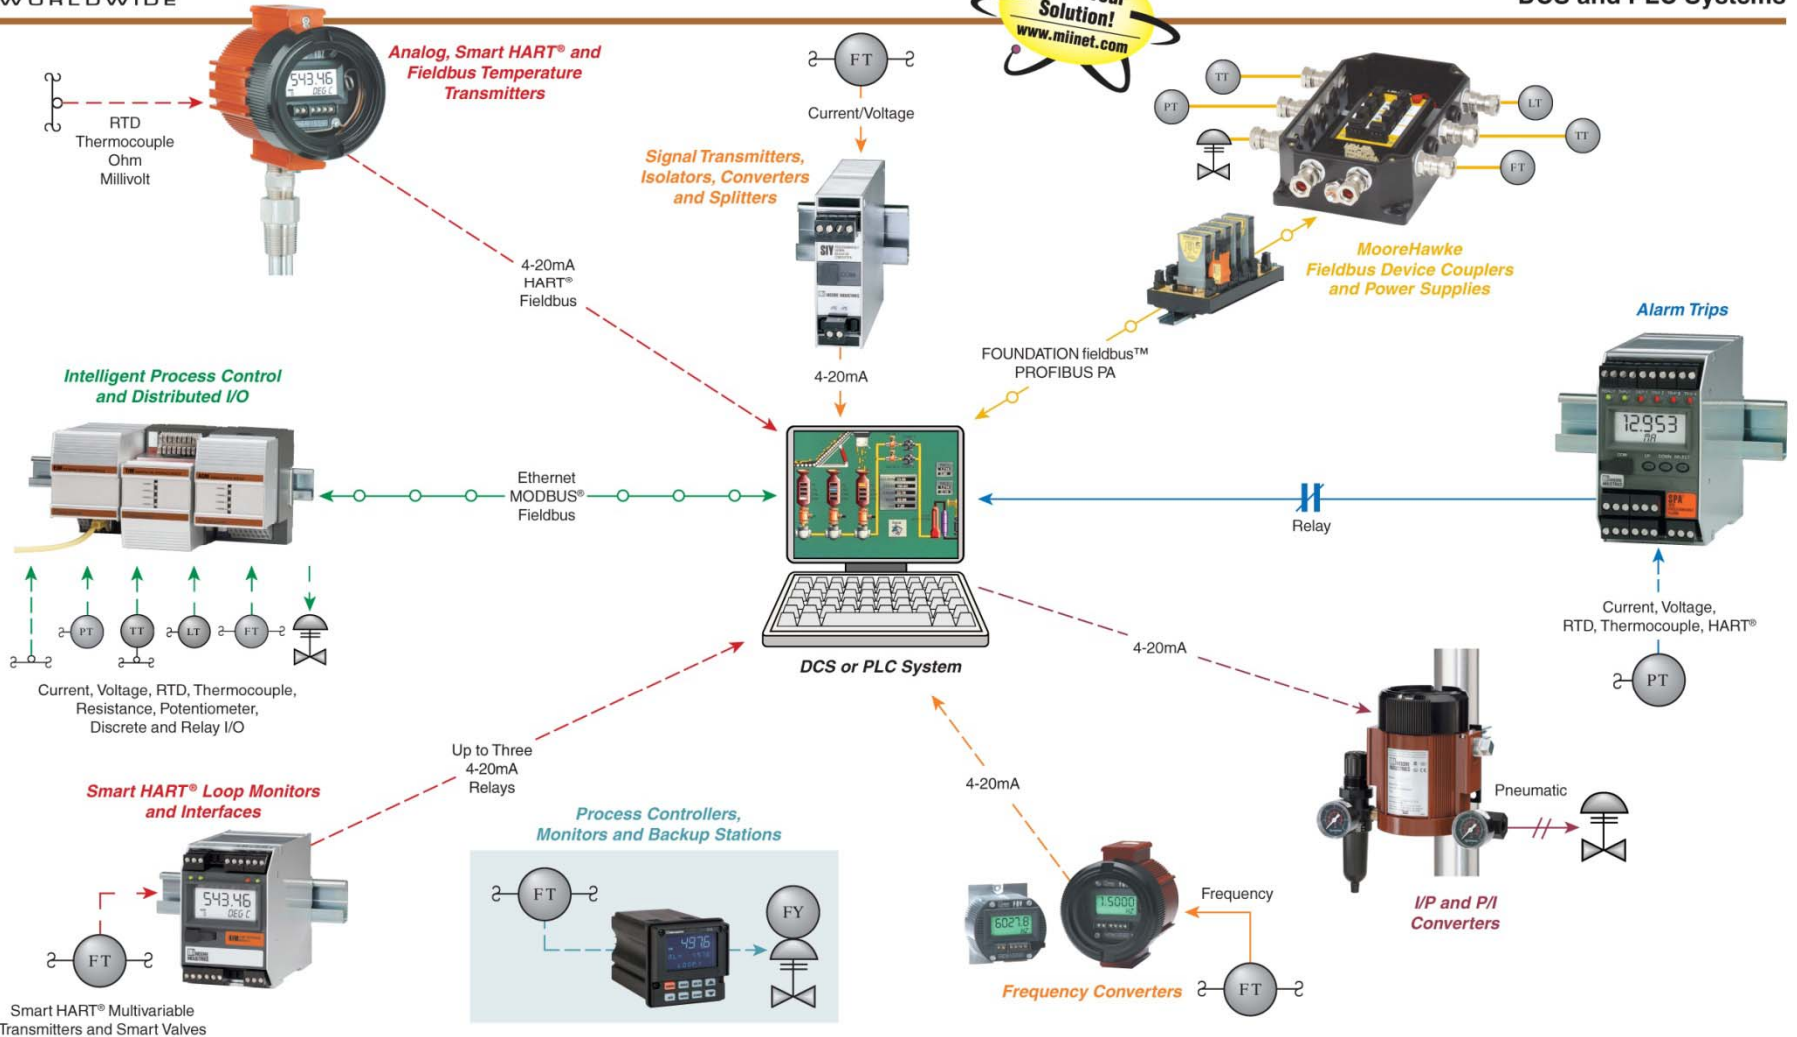 WORLDWIDE
Solution!
www.miinet.com
DCS and PLC Systems
Analog, Smart HART® and
Fieldbus Temperature
Transmitters
543.46
DEG C
RTD
Thermocouple
Ohm
Millivolt
4-20mA
HART®
Fieldbus
FT
Current/Voltage
Signal Transmitters,
Isolators, Converters
and Splitters
SIY
4-20mA
TT
PT
LT
TT
FT
MooreHawke
Fieldbus Device Couplers
and Power Supplies
FOUNDATION fieldbus™
PROFIBUS PA
Alarm Trips
12.953
MA
SPA
Relay
Current, Voltage,
RTD, Thermocouple, HART®
PT
Intelligent Process Control
and Distributed I/O
Ethernet
MODBUS®
Fieldbus
PT
TT
LT
FT
Current, Voltage, RTD, Thermocouple,
Resistance, Potentiometer,
Discrete and Relay I/O
DCS or PLC System
4-20mA
Pneumatic
I/P and P/I
Converters
Up to Three
4-20mA
Relays
Smart HART® Loop Monitors
and Interfaces
543.46
DEG C
FT
Smart HART® Multivariable
Transmitters and Smart Valves
Process Controllers,
Monitors and Backup Stations
FT
FY
4976
4-20mA
6027.8
1.5000
Frequency
Frequency Converters
FT